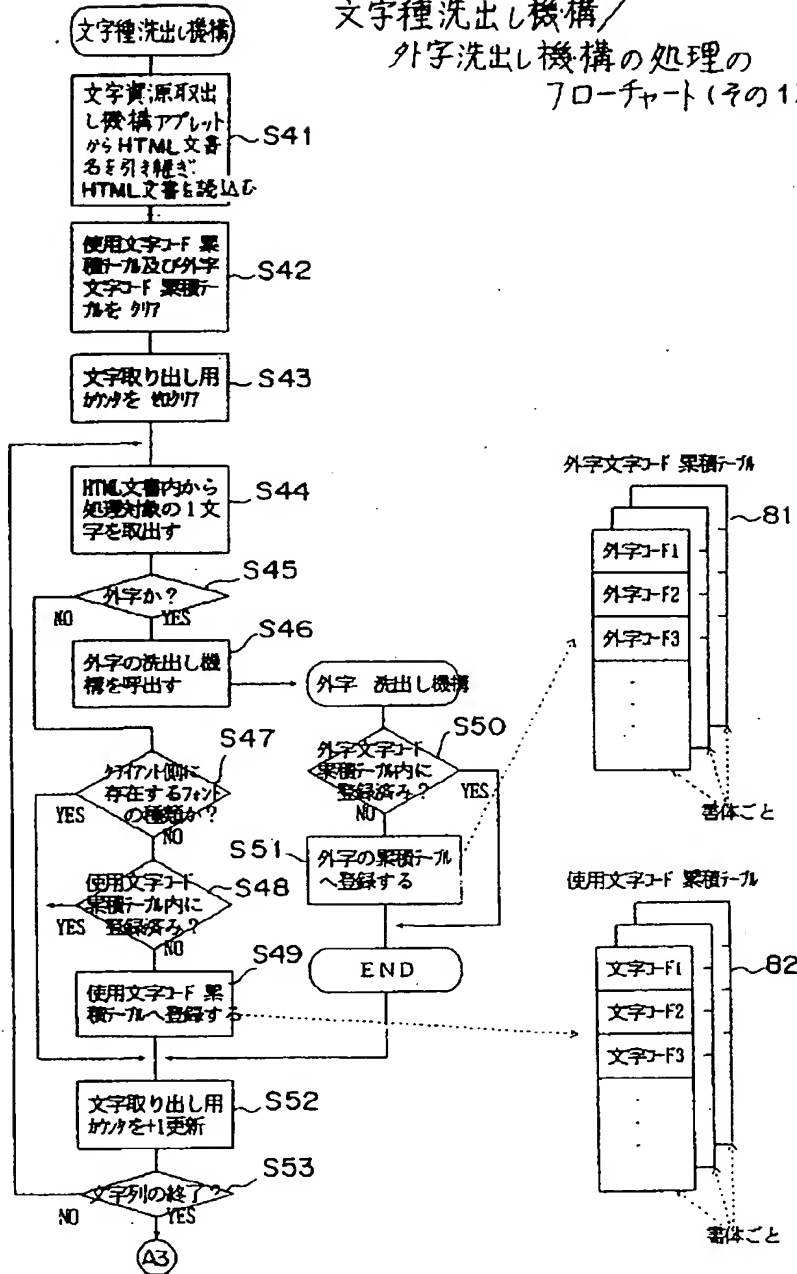 文字種洗出し機構/
外字洗出し機構の処理の
フローチャート(その1)
文字種洗出し機構
文字資源取出
し機構アプレット
からHTML文書
名を引き継ぎ、
HTML文書を読込む
S41
使用文字コード 累
積テーブル及び外字
文字コード 累積テー
ブルを クリア
S42
文字取り出し用
カウンタを ゼロクリア
S43
HTML文書内から
処理対象の1文
字を取出す
S44
外字か?
S45
NO
YES
外字の洗出し機
構を呼出す
S46
クライアント側に
存在するフォント
の種類か?
S47
YES
NO
使用文字コード
累積テーブル内に
登録済み?
S48
YES
NO
使用文字コード 累
積テーブルへ登録する
S49
外字 洗出し機構
外字文字コード
累積テーブル内に
登録済み?
S50
YES
NO
S51
外字の累積テーブル
へ登録する
END
文字取り出し用
カウンタを+1更新
S52
文字列の終了?
S53
NO
YES
A3
外字文字コード 累積テーブル
81
外字コード1
外字コード2
外字コード3
書体ごと
使用文字コード 累積テーブル
82
文字コード1
文字コード2
文字コード3
書体ごと